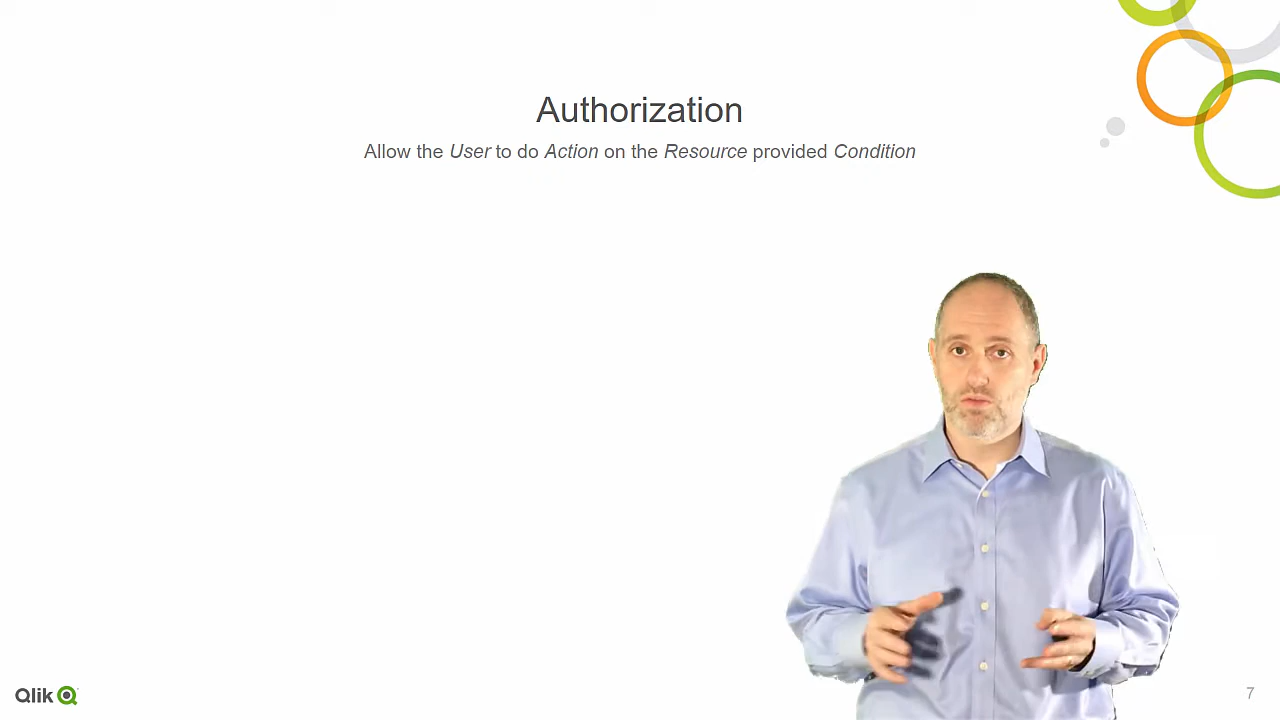 Authorization
Allow the User to do Action on the Resource provided Condition
Qlik
7